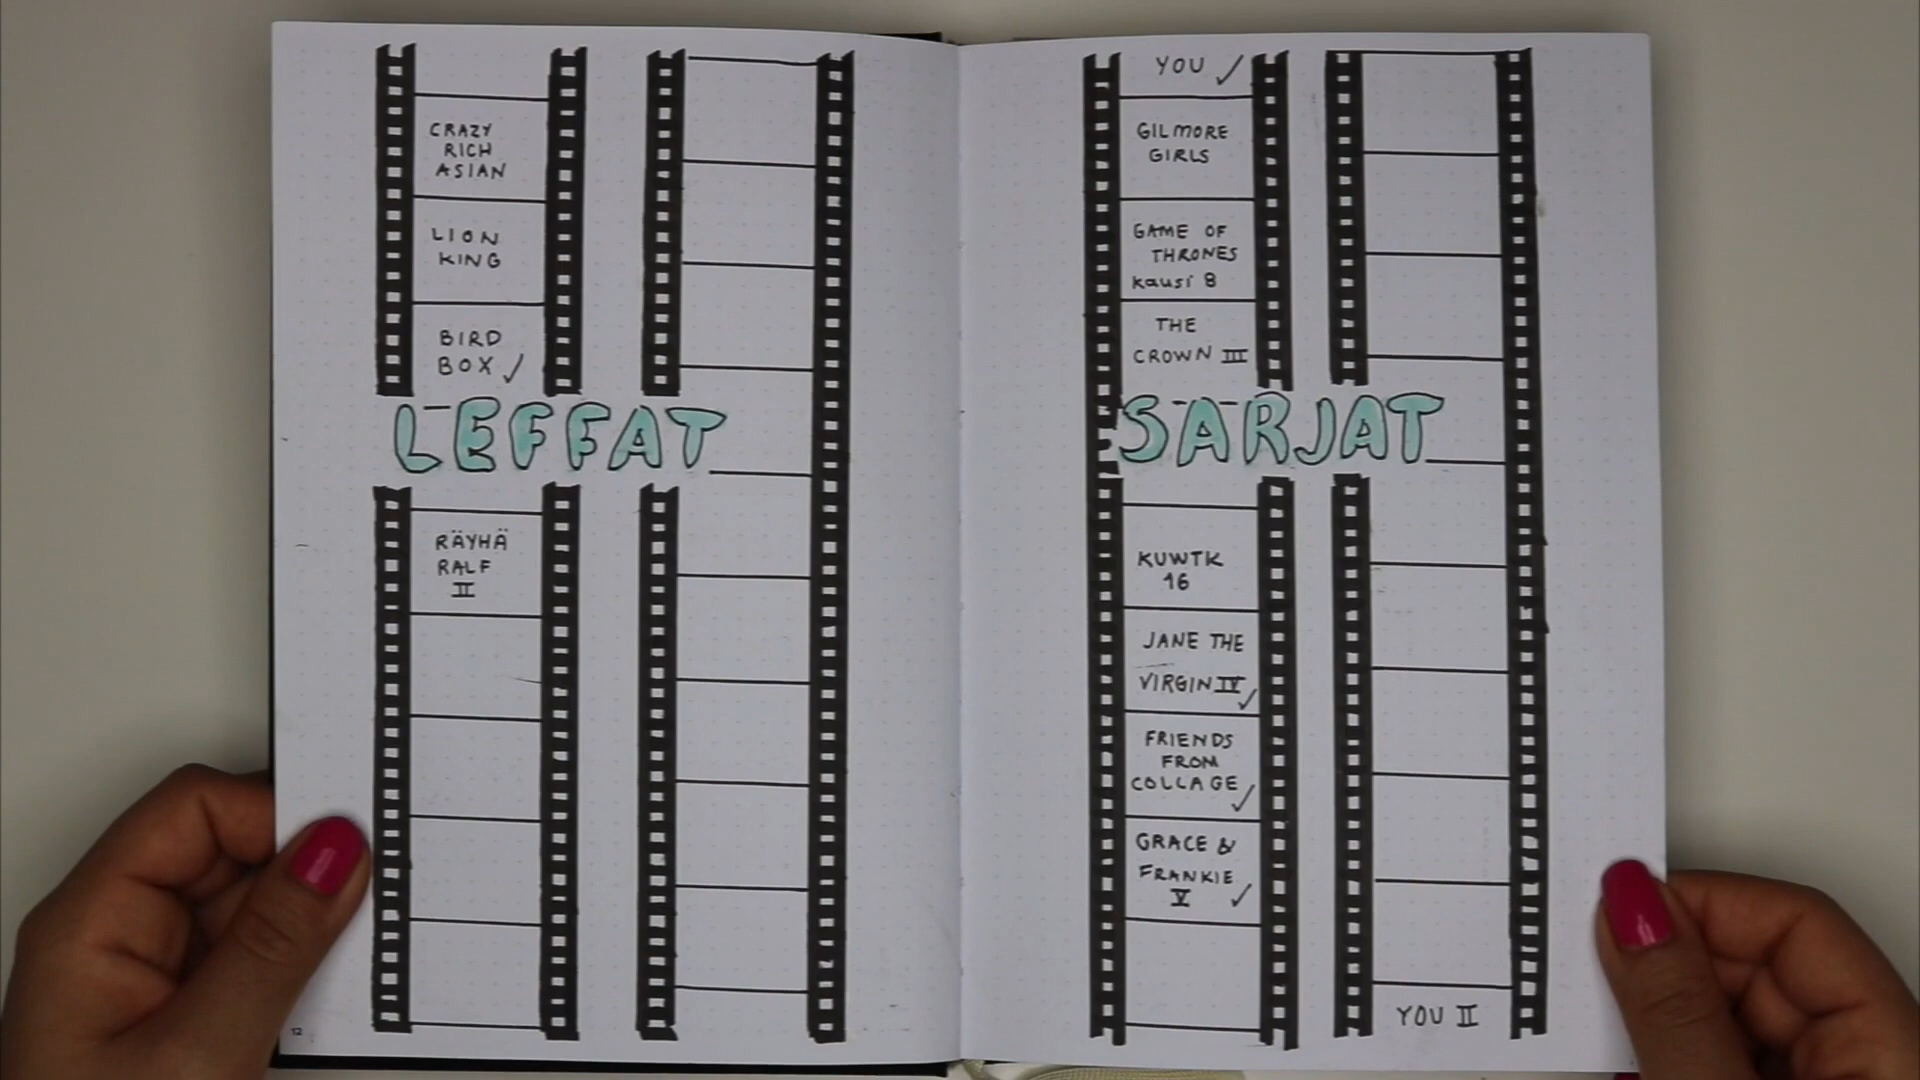 CRAZY
RICH
ASIAN
LION
KING
BIRD
BOX ✓
LEFFAT
RÄYHÄ
RALF
II
12
YOU ✓
GILMORE
GIRLS
GAME OF
THRONES
kausi 8
THE
CROWN III
SARJAT
KUWTK
16
JANE THE
VIRGIN IV ✓
FRIENDS
FROM
COLLAGE ✓
GRACE &
FRANKIE
V ✓
YOU II